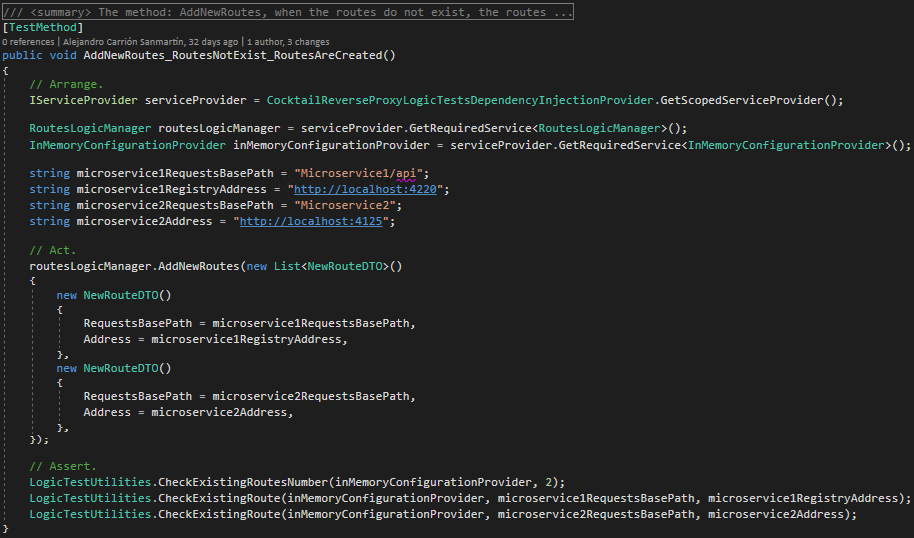 /// <summary> The method: AddNewRoutes, when the routes do not exist, the routes ...
[TestMethod]
0 references | Alejandro Carrión Sanmartín, 32 days ago | 1 author, 3 changes
public void AddNewRoutes_RoutesNotExist_RoutesAreCreated()
{
// Arrange.
IServiceProvider serviceProvider = CocktailReverseProxyLogicTestsDependencyInjectionProvider.GetScopedServiceProvider();
RoutesLogicManager routesLogicManager = serviceProvider.GetRequiredService<RoutesLogicManager>();
InMemoryConfigurationProvider inMemoryConfigurationProvider = serviceProvider.GetRequiredService<InMemoryConfigurationProvider>();
string microservice1RequestsBasePath = "Microservice1/api";
string microservice1RegistryAddress = "http://localhost:4220";
string microservice2RequestsBasePath = "Microservice2";
string microservice2Address = "http://localhost:4125";
// Act.
routesLogicManager.AddNewRoutes(new List<NewRouteDTO>()
{
new NewRouteDTO()
{
RequestsBasePath = microservice1RequestsBasePath,
Address = microservice1RegistryAddress,
},
new NewRouteDTO()
{
RequestsBasePath = microservice2RequestsBasePath,
Address = microservice2Address,
},
});
// Assert.
LogicTestUtilities.CheckExistingRoutesNumber(inMemoryConfigurationProvider, 2);
LogicTestUtilities.CheckExistingRoute(inMemoryConfigurationProvider, microservice1RequestsBasePath, microservice1RegistryAddress);
LogicTestUtilities.CheckExistingRoute(inMemoryConfigurationProvider, microservice2RequestsBasePath, microservice2Address);
}